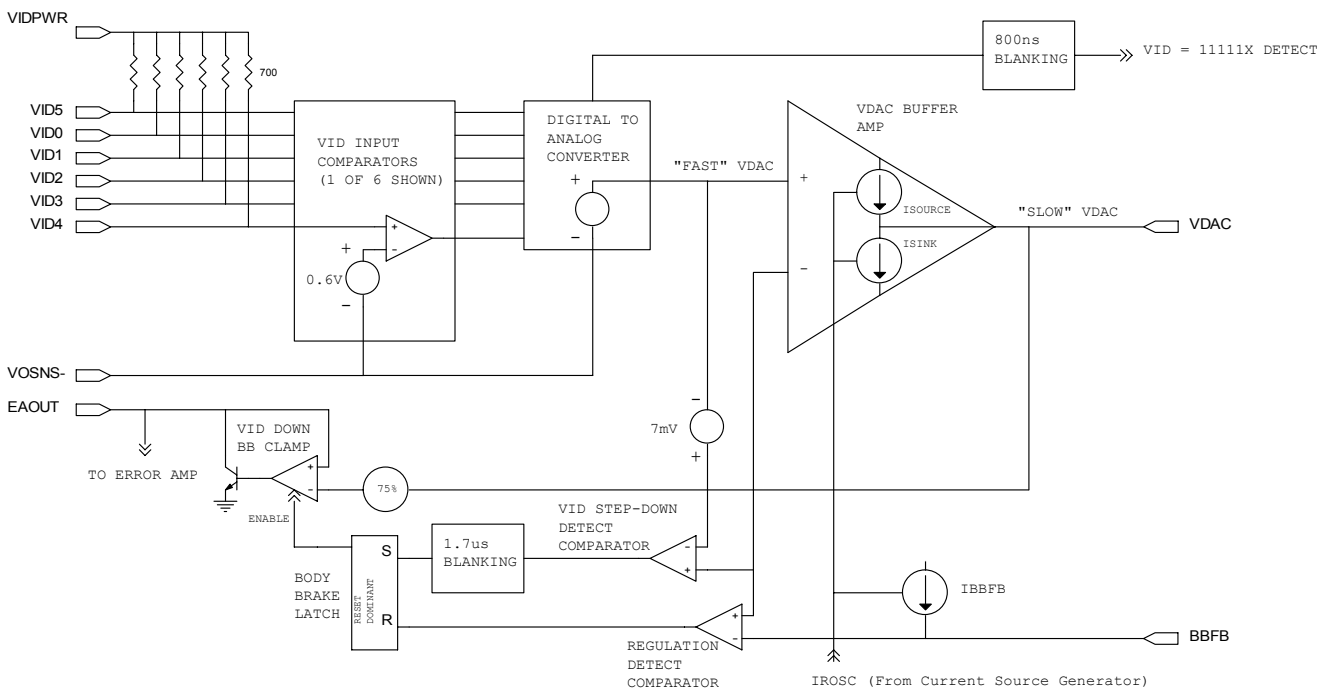 VIDPWR
700
VID5
VID0
VID1
VID2
VID3
VID4
VID INPUT
COMPARATORS
(1 OF 6 SHOWN)
+
-
+
0.6V
-
DIGITAL TO
ANALOG
CONVERTER
+
-
800ns
BLANKING
VID = 11111X DETECT
"FAST" VDAC
VDAC BUFFER
AMP
+
-
ISOURCE
ISINK
"SLOW" VDAC
VDAC
VOSNS-
EAOUT
TO ERROR AMP
VID DOWN
BB CLAMP
+
-
75%
ENABLE
-
7mV
+
VID STEP-DOWN
DETECT
COMPARATOR
-
+
1.7us
BLANKING
BODY
BRAKE
LATCH
S
RESET
DOMINANT
R
REGULATION
DETECT
COMPARATOR
+
-
IBBFB
BBFB
IROSC (From Current Source Generator)